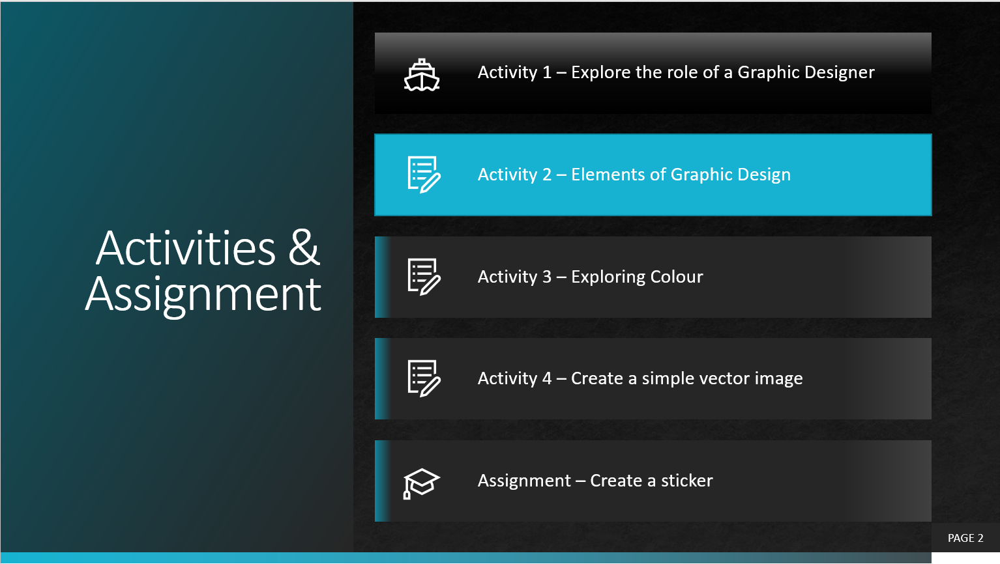 Activities &
Assignment
Activity 1 – Explore the role of a Graphic Designer
Activity 2 – Elements of Graphic Design
Activity 3 – Exploring Colour
Activity 4 – Create a simple vector image
Assignment – Create a sticker
PAGE 2